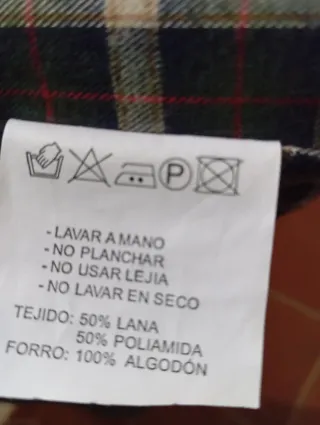 P
- LAVAR A MANO
- NO PLANCHAR
- NO USAR LEJIA
- NO LAVAR EN SECO
TEJIDO: 50% LANA
50% POLIAMIDA
FORRO: 100% ALGODÓN